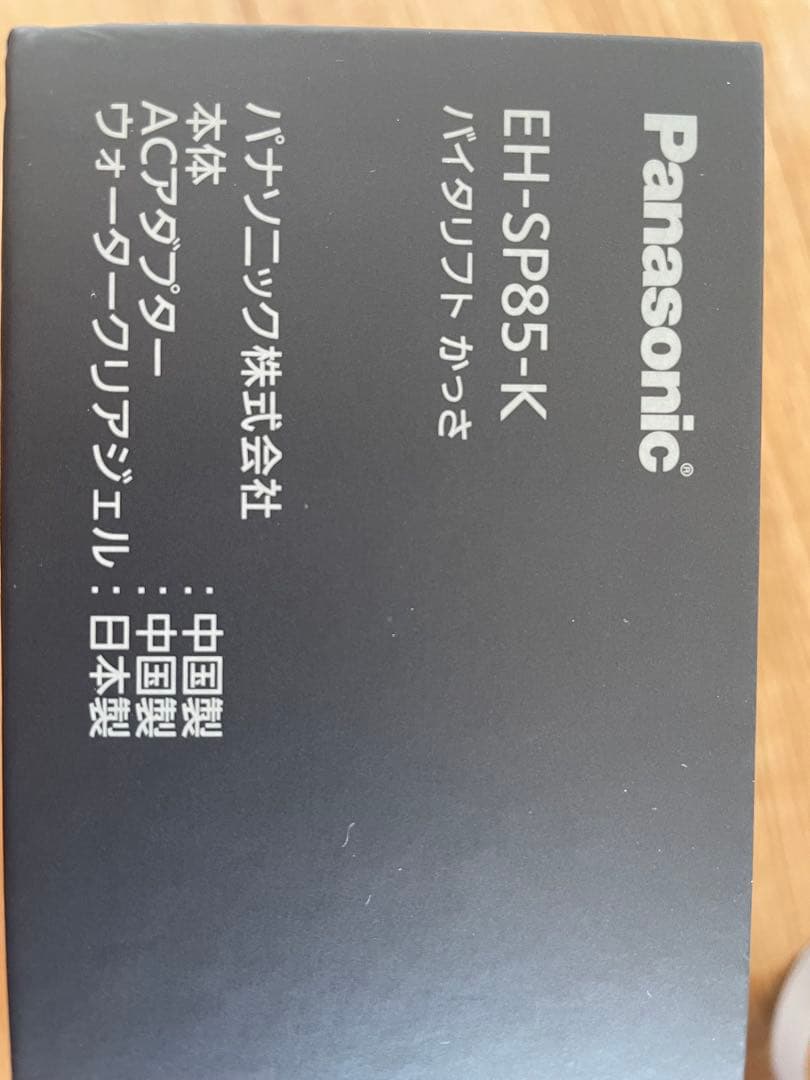 Panasonic®
EH-SP85-K
バイタリフト かっさ
パナソニック株式会社
本体 : 中国製
ACアダプター : 中国製
ウォータークリアジェル : 日本製